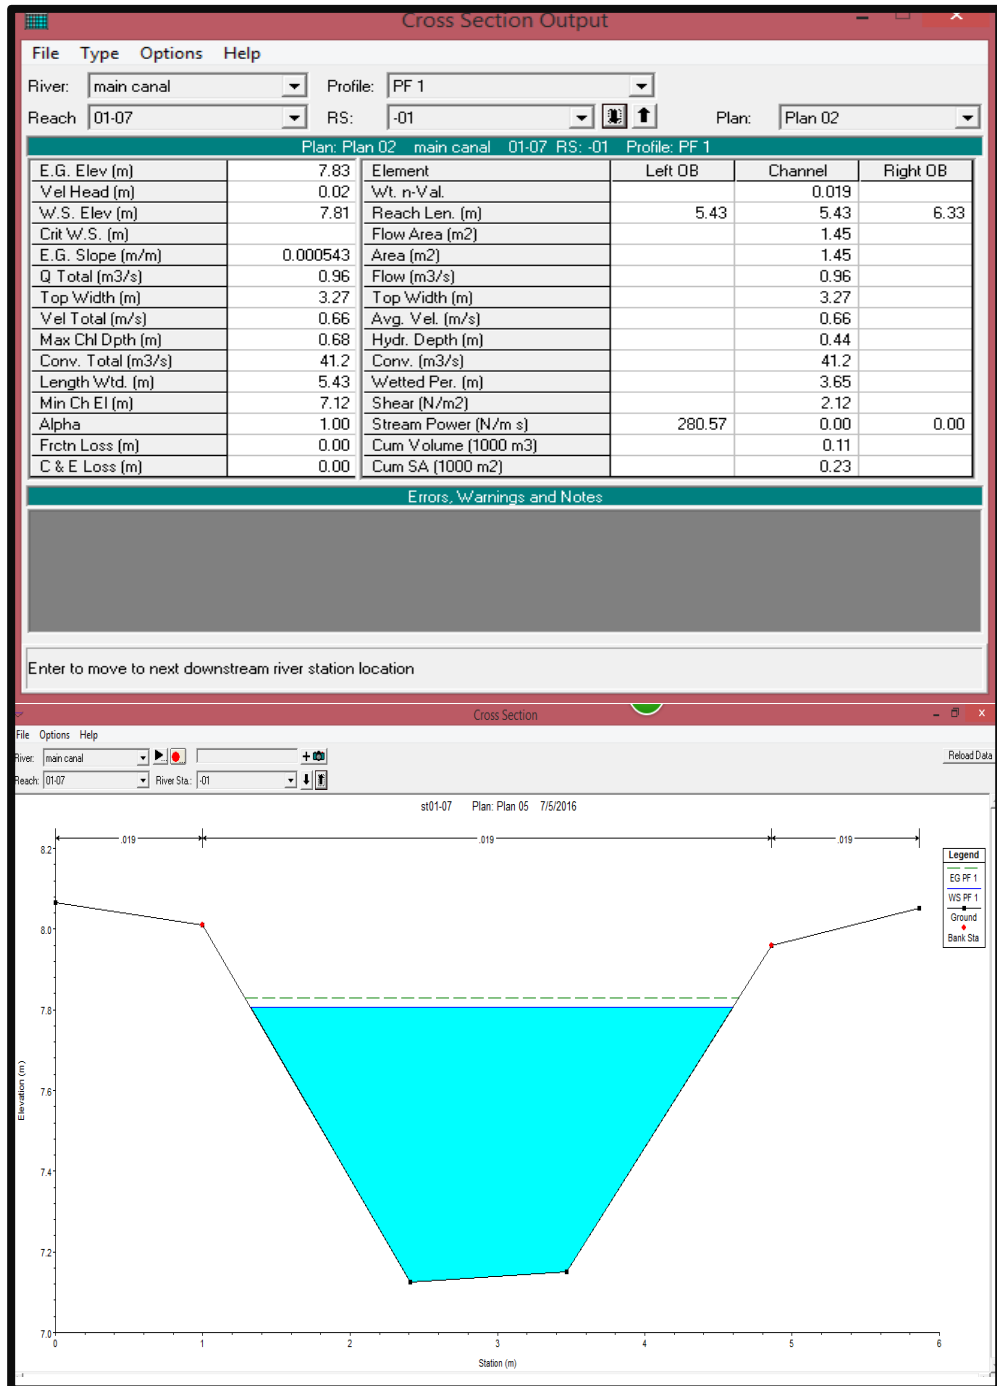 Cross Section Output
File Type Options Help
River: main canal Profile: PF 1
Reach 01-07 RS: -01 Plan: Plan 02
Plan: Plan 02 main canal 01-07 RS: -01 Profile: PF 1
E.G. Elev (m) 7.83 Element Left OB Channel Right OB
Vel Head (m) 0.02 Wt. n-Val. 0.019
W.S. Elev (m) 7.81 Reach Len. (m) 5.43 5.43 6.33
Crit W.S. (m) Flow Area (m2) 1.45
E.G. Slope (m/m) 0.000543 Area (m2) 1.45
Q Total (m3/s) 0.96 Flow (m3/s) 0.96
Top Width (m) 3.27 Top Width (m) 3.27
Vel Total (m/s) 0.66 Avg. Vel. (m/s) 0.66
Max Chl Dpth (m) 0.68 Hydr. Depth (m) 0.44
Conv. Total (m3/s) 41.2 Conv. (m3/s) 41.2
Length Wtd. (m) 5.43 Wetted Per. (m) 3.65
Min Ch El (m) 7.12 Shear (N/m2) 2.12
Alpha 1.00 Stream Power (N/m s) 280.57 0.00 0.00
Frctn Loss (m) 0.00 Cum Volume (1000 m3) 0.11
C & E Loss (m) 0.00 Cum SA (1000 m2) 0.23
Errors, Warnings and Notes
Enter to move to next downstream river station location
Cross Section
File Options Help
River: main canal
Reload Data
Reach: 01-07 River Sta.: -01
st01-07 Plan: Plan 05 7/5/2016
.019 .019 .019
8.2
8.0
7.8
7.6
7.4
7.2
7.0
Elevation (m)
0 1 2 3 4 5 6
Station (m)
Legend
EG PF 1
WS PF 1
Ground
Bank Sta